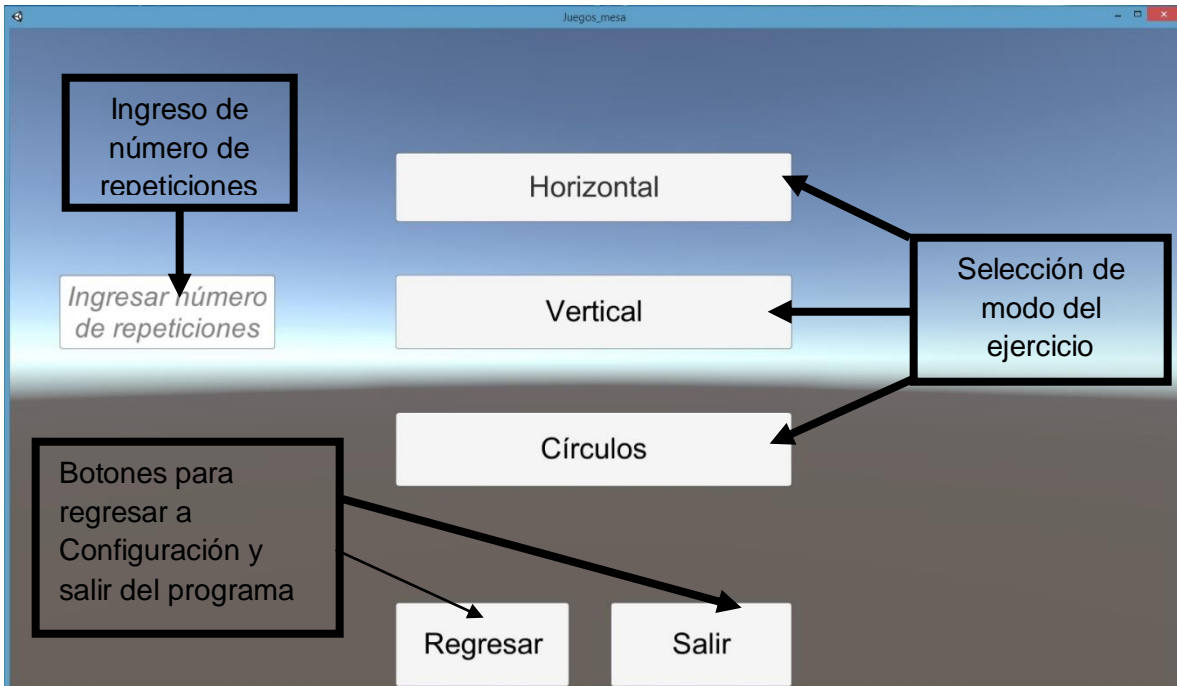 Juegos_mesa
Ingreso de
número de
repeticiones
Ingresar número
de repeticiones
Horizontal
Vertical
Círculos
Selección de
modo del
ejercicio
Botones para
regresar a
Configuración y
salir del programa
Regresar
Salir